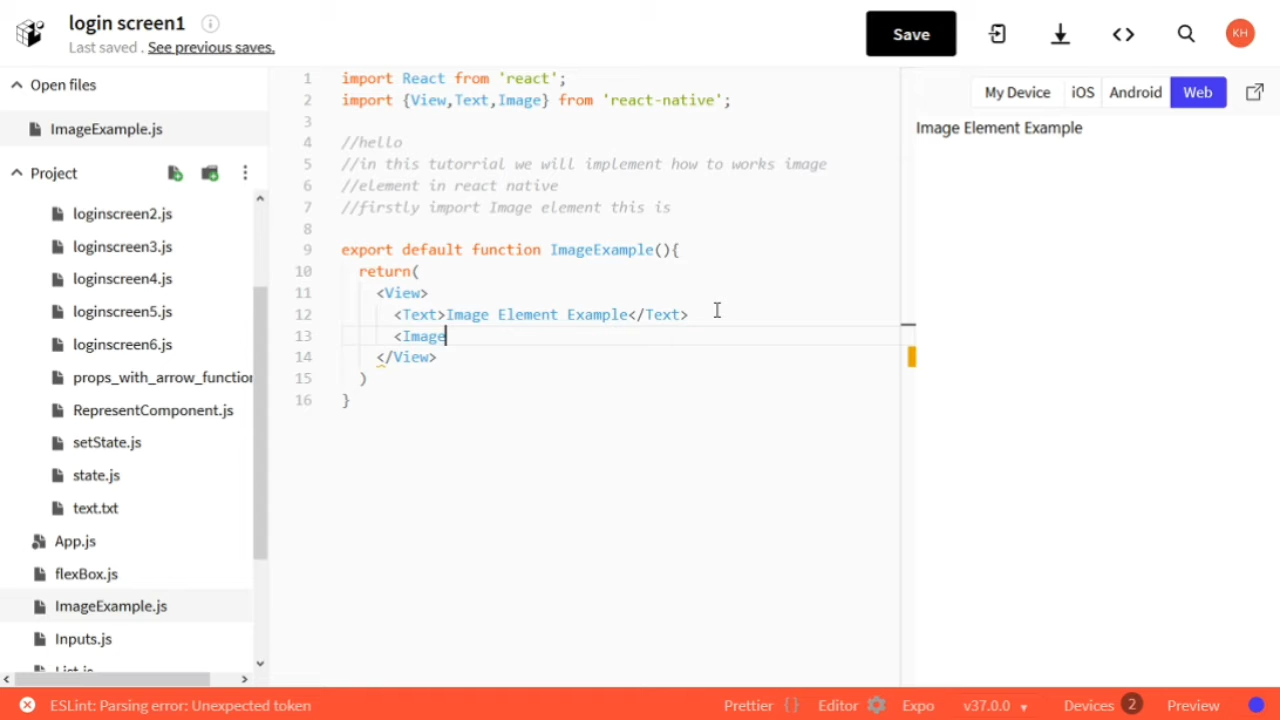 login screen1
Last saved . See previous saves.
Save
KH
Open files
ImageExample.js
Project
loginscreen2.js
loginscreen3.js
loginscreen4.js
loginscreen5.js
loginscreen6.js
props_with_arrow_function
RepresentComponent.js
setState.js
state.js
text.txt
App.js
flexBox.js
ImageExample.js
Inputs.js
List.js
1 import React from 'react';
2 import {View,Text,Image} from 'react-native';
3
4 //hello
5 //in this tutorrial we will implement how to works image
6 //element in react native
7 //firstly import Image element this is
8
9 export default function ImageExample(){
10 return(
11 <View>
12 <Text>Image Element Example</Text>
13 <Image
14 </View>
15 )
16 }
My Device iOS Android Web
Image Element Example
ESLint: Parsing error: Unexpected token
Prettier {} Editor Expo v37.0.0 Devices 2 Preview